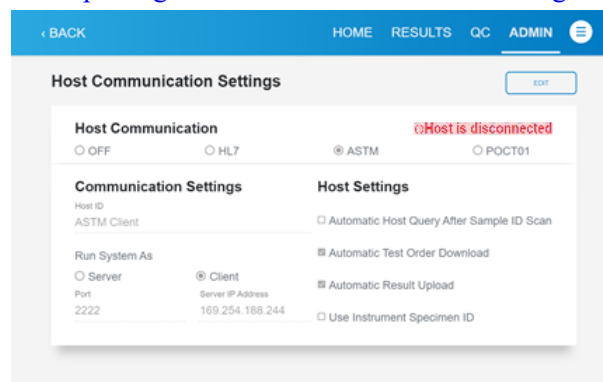 ‹ BACK HOME RESULTS QC ADMIN
Host Communication Settings EDIT
Host Communication Host is disconnected
OFF HL7 ASTM POCT01
Communication Settings Host Settings
Host ID
ASTM Client
Automatic Host Query After Sample ID Scan
Run System As
Automatic Test Order Download
Server Client
Automatic Result Upload
Port Server IP Address
2222 169.254.188.244
Use Instrument Specimen ID